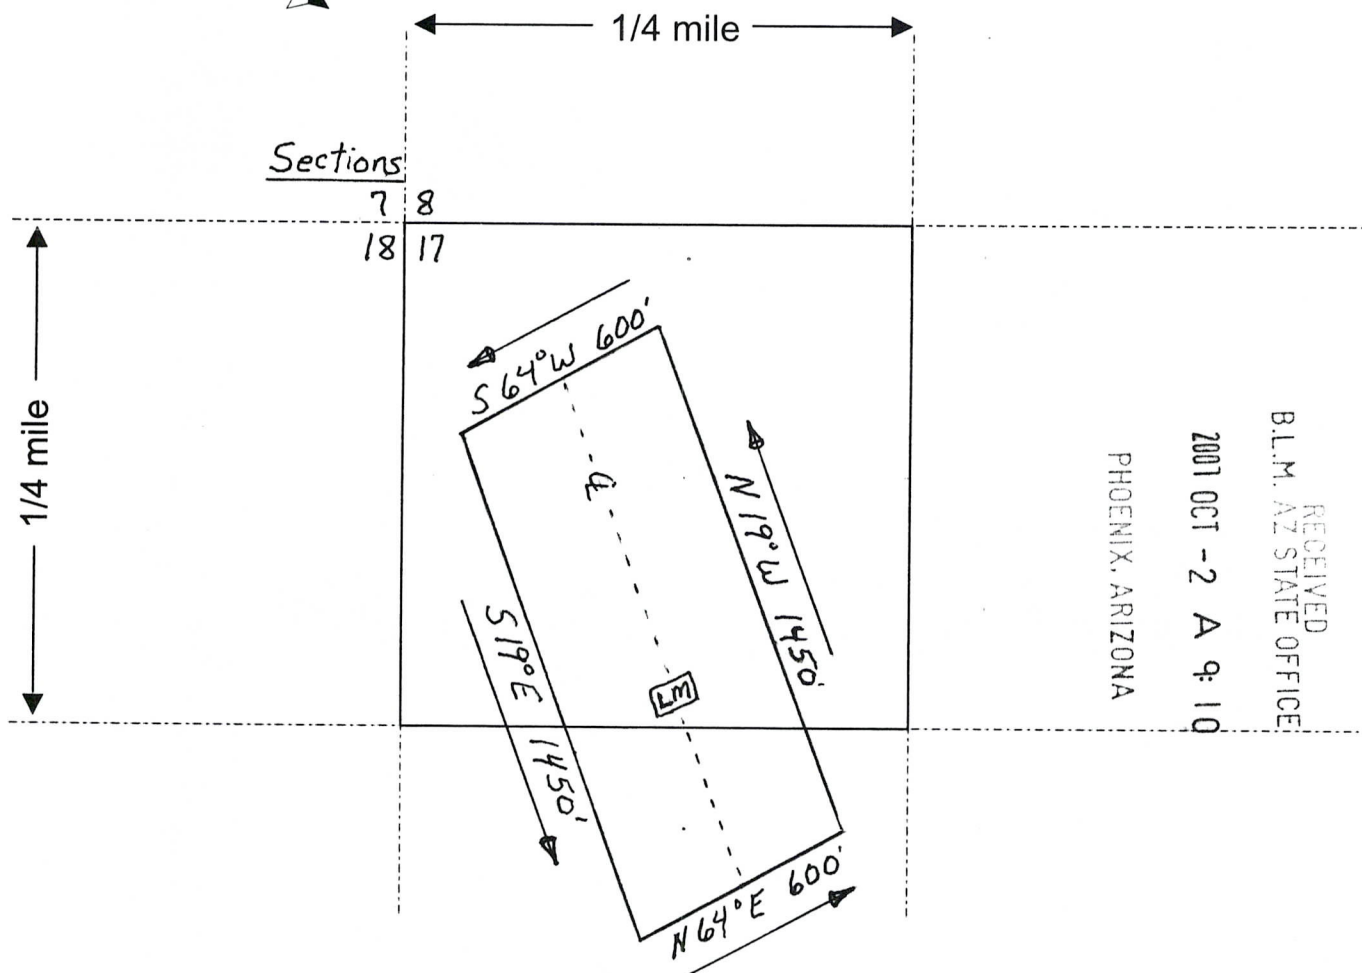 1/4 mile
Sections
7 8
18 17
1/4 mile
S 64° W 600'
℄
N 19° W 1450'
S 19° E 1450'
LM
N 64° E 600'
RECEIVED
B.L.M. AZ STATE OFFICE
2007 OCT -2 A 9: 10
PHOENIX, ARIZONA